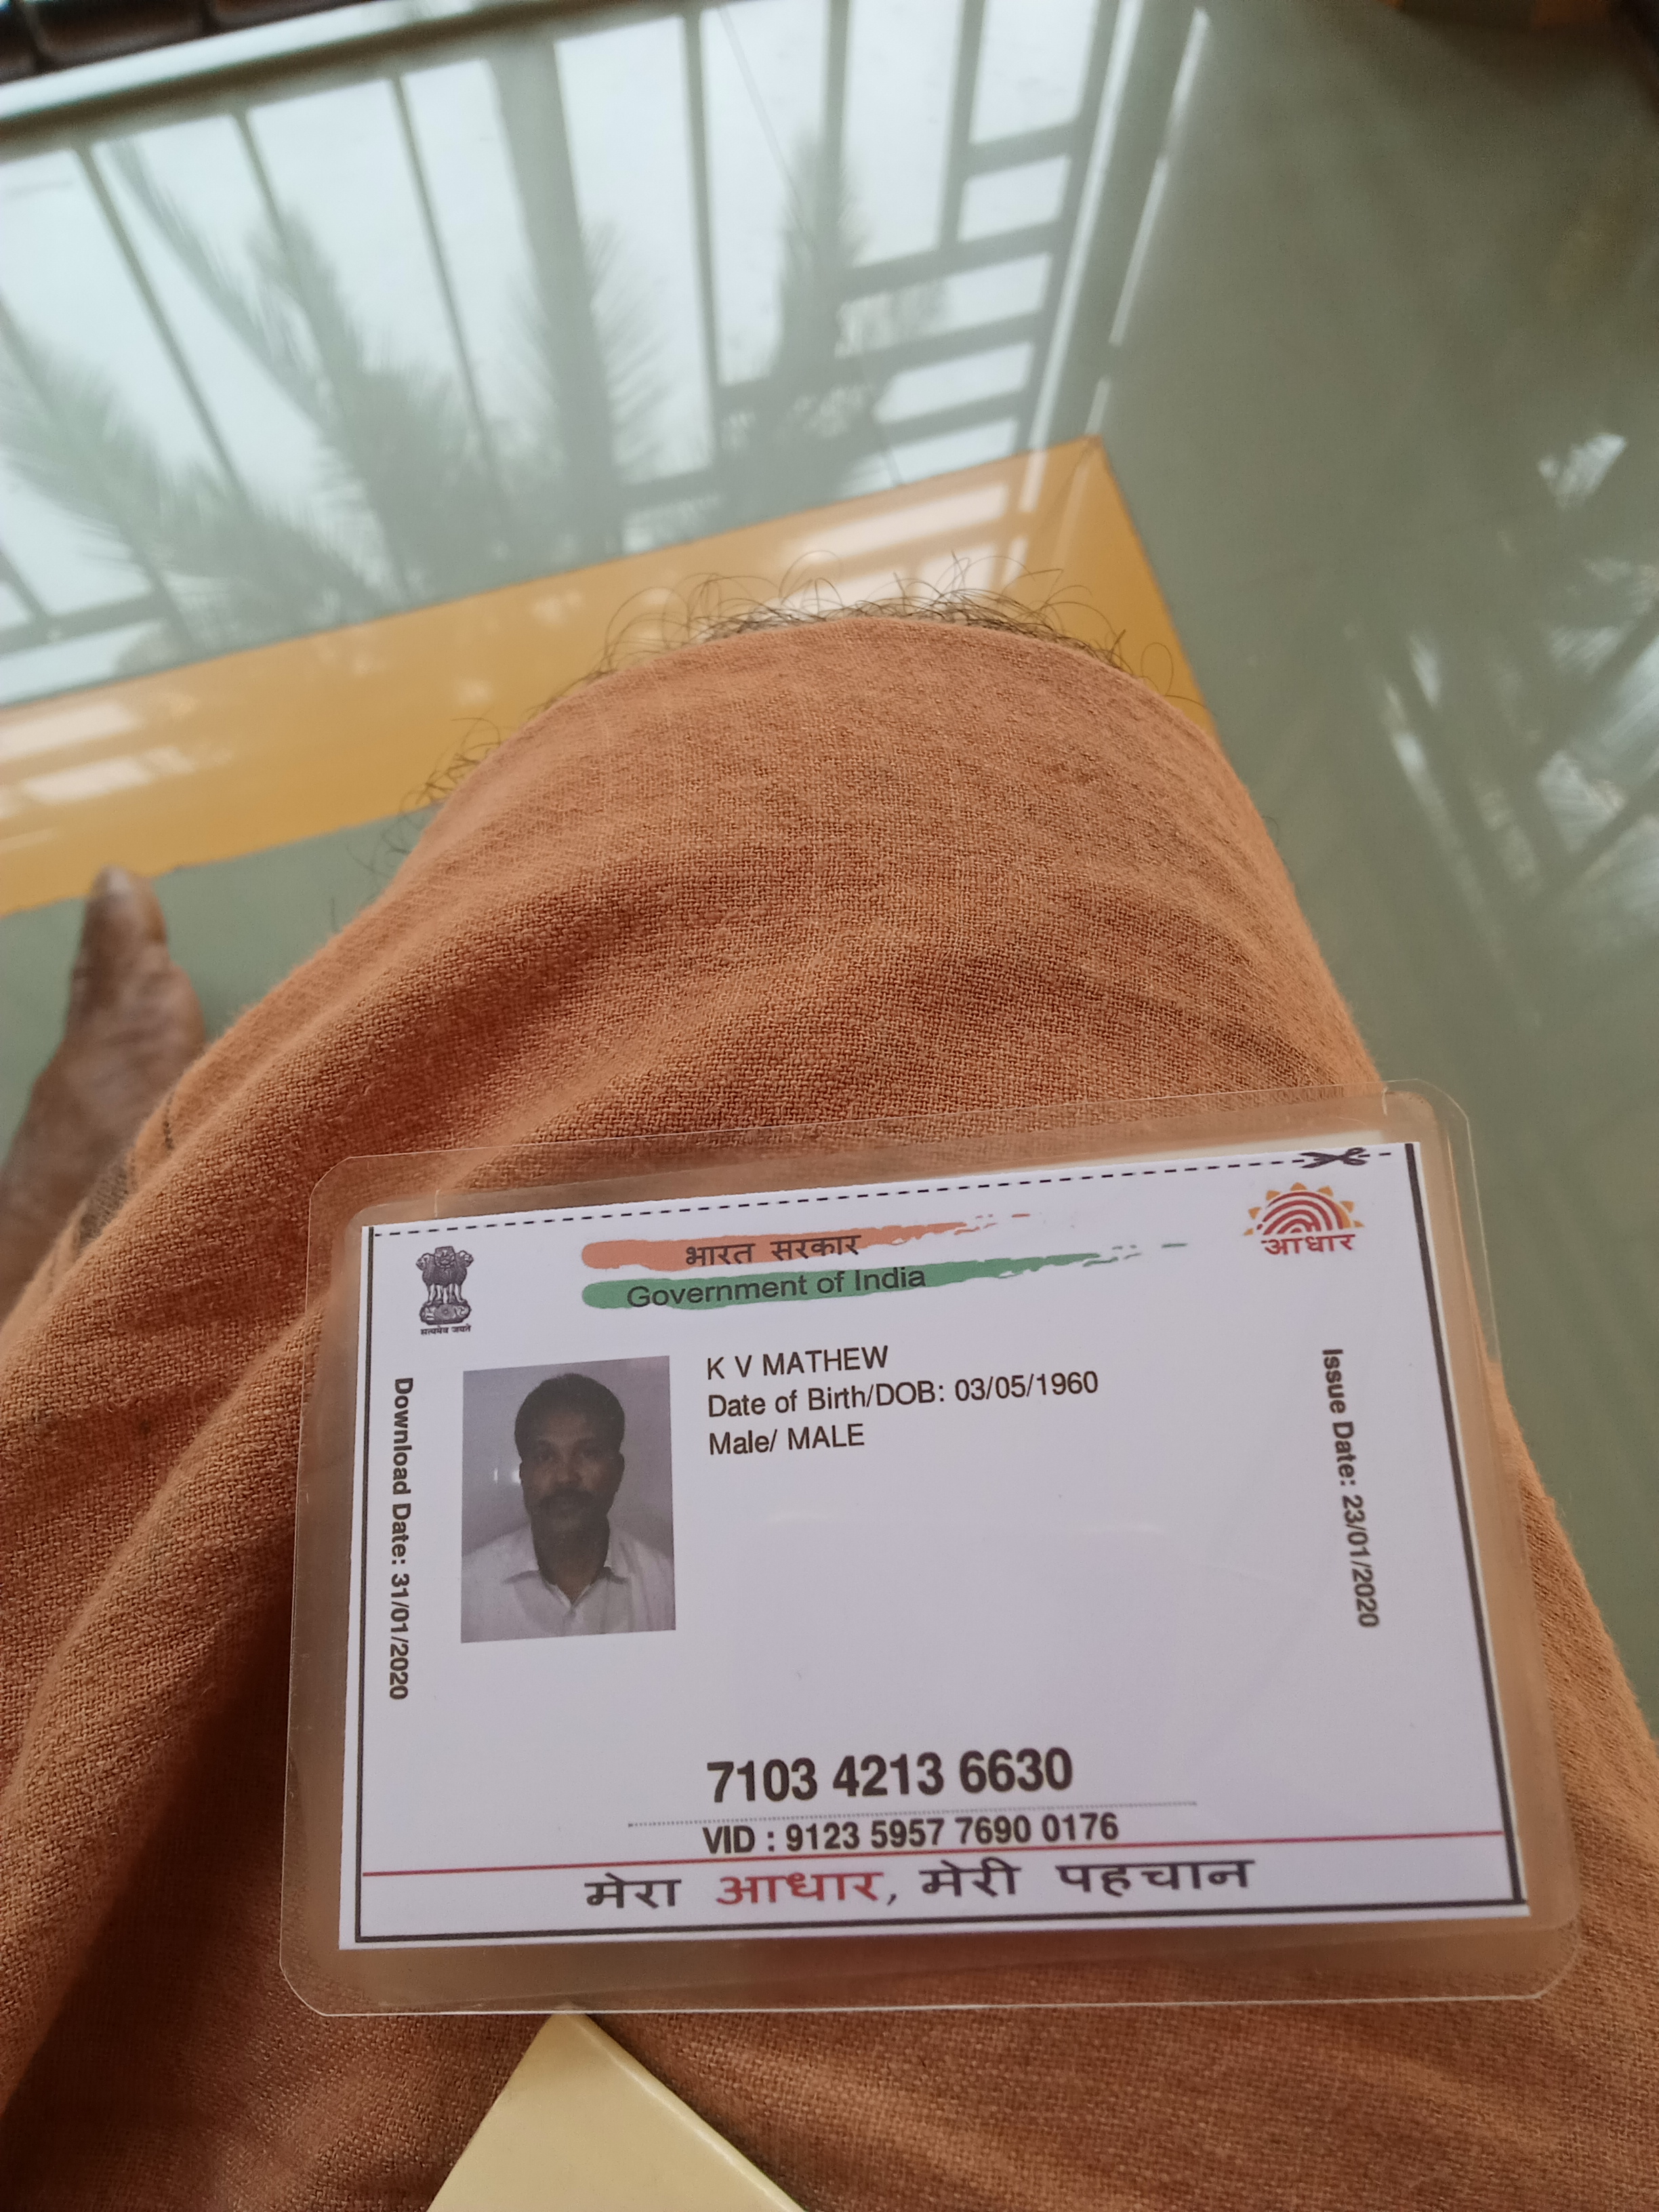 भारत सरकार
Government of India
आधार
सत्यमेव जयते
K V MATHEW
Date of Birth/DOB: 03/05/1960
Male/ MALE
Download Date: 31/01/2020
Issue Date: 23/01/2020
7103 4213 6630
VID : 9123 5957 7690 0176
मेरा आधार, मेरी पहचान